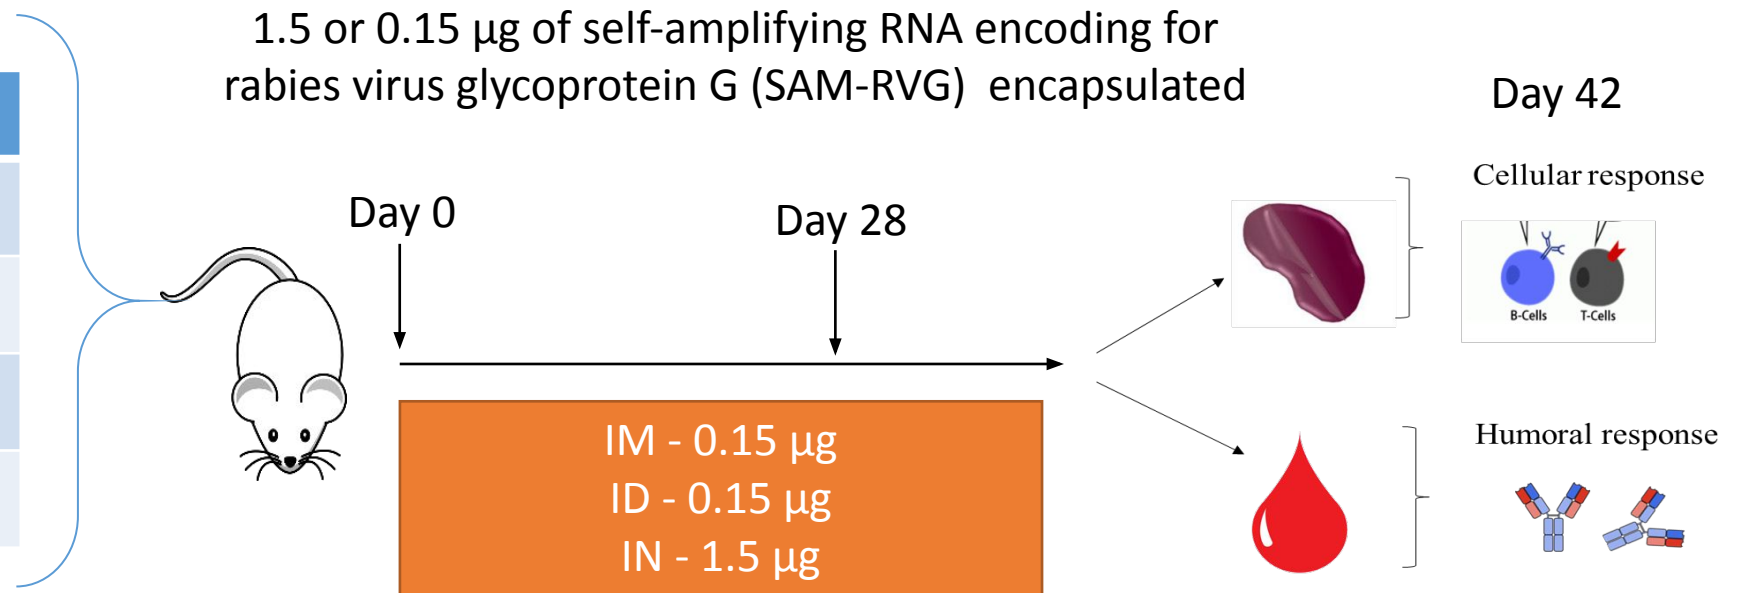 1.5 or 0.15 µg of self-amplifying RNA encoding for
rabies virus glycoprotein G (SAM-RVG)  encapsulated
Day 42
Cellular response
Day 0
Day 28
B-Cells
T-Cells
IM - 0.15 µg
ID - 0.15 µg
IN - 1.5 µg
Humoral response